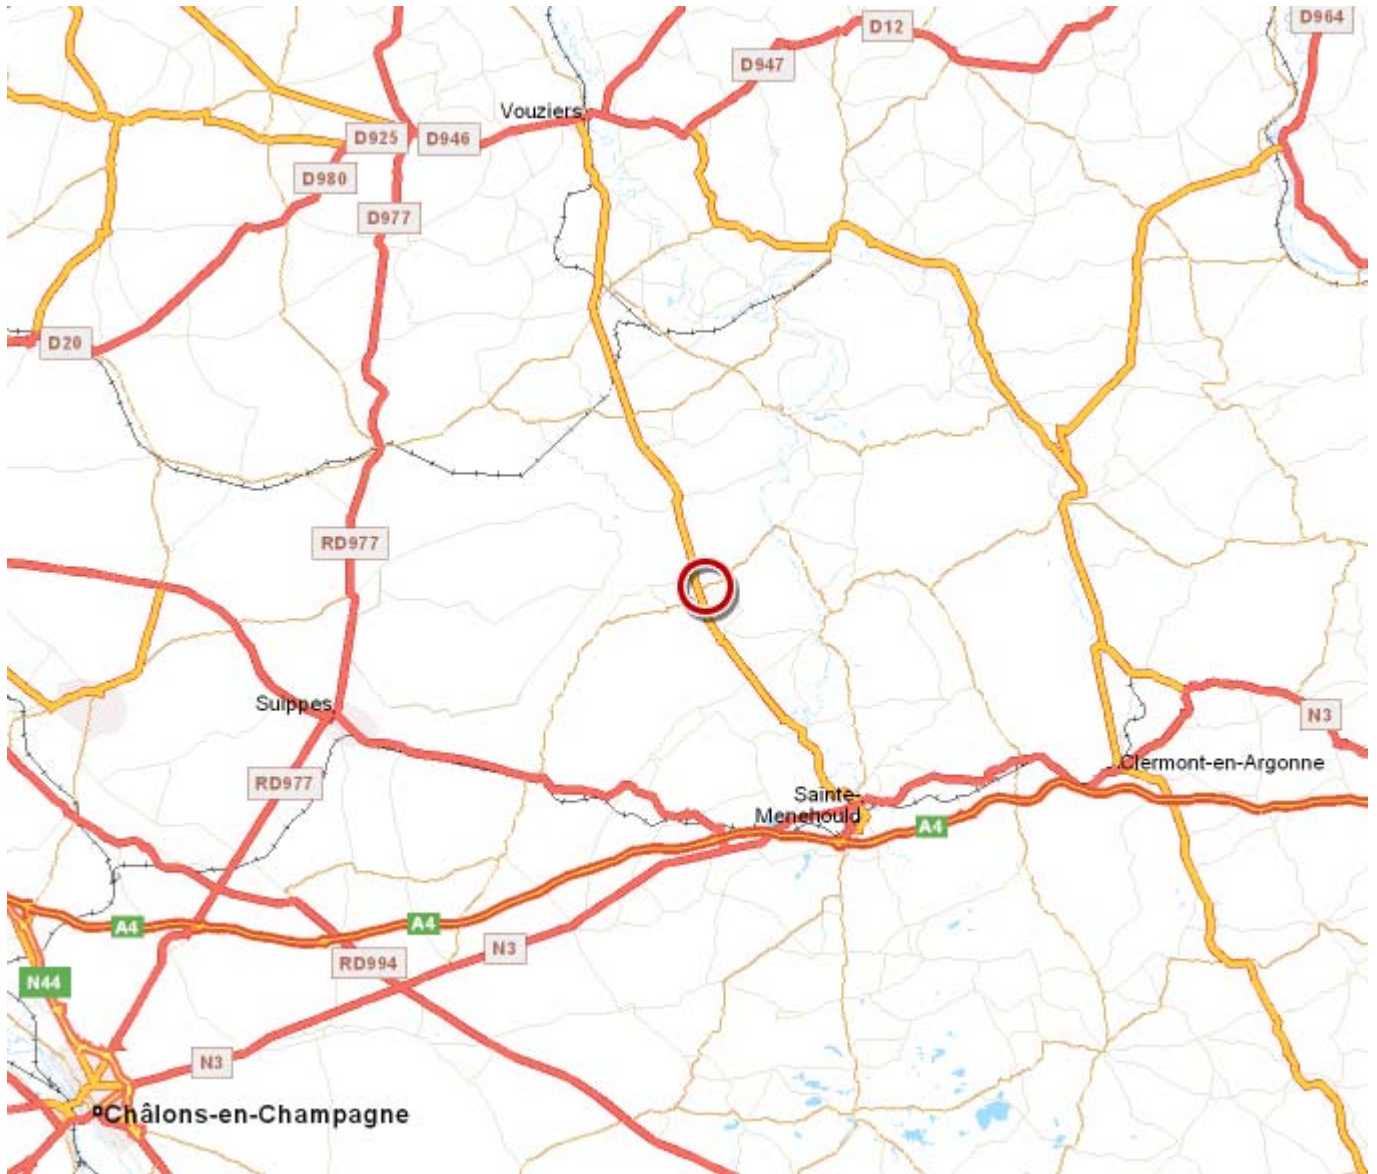 D964
D12
D947
Vouziers
D925
D946
D980
D977
D20
RD977
Suippes
N3
Clermont-en-Argonne
RD977
Sainte-
Menehould
A4
A4
A4
N3
RD994
N44
N3
Châlons-en-Champagne